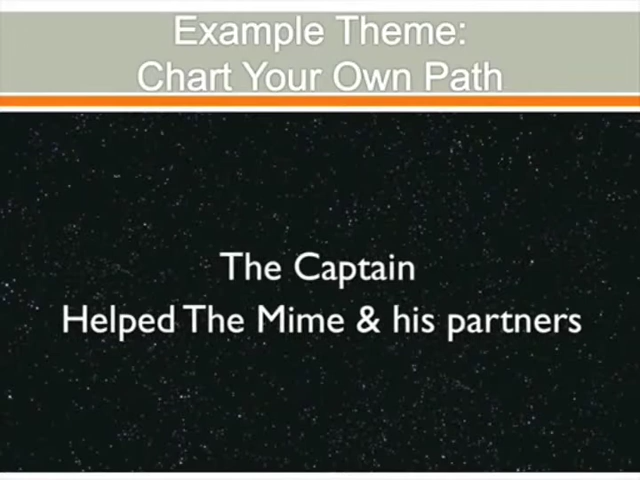 Example Theme:
Chart Your Own Path
The Captain
Helped The Mime & his partners